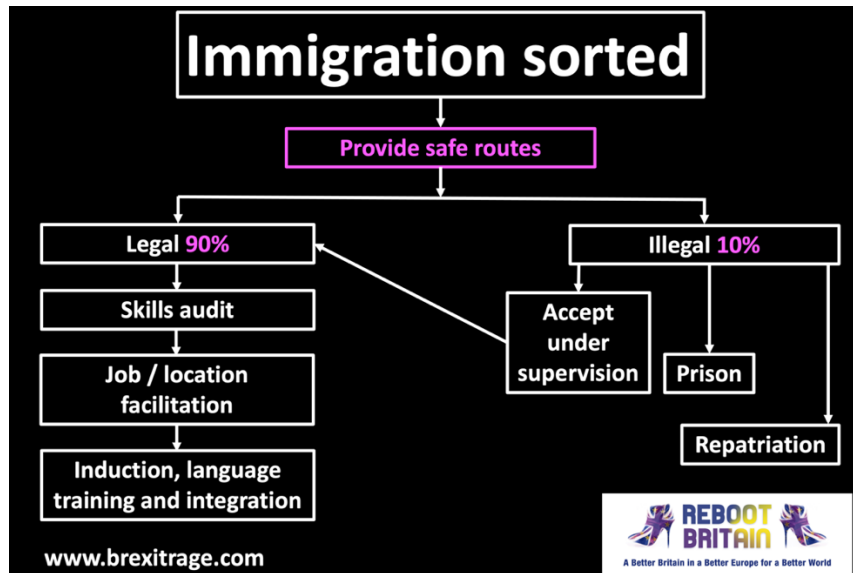 Immigration sorted
Provide safe routes
Legal 90%
Illegal 10%
Skills audit
Job / location
facilitation
Induction, language
training and integration
Accept
under
supervision
Prison
Repatriation
www.brexitrage.com
REBOOT
BRITAIN
A Better Britain in a Better Europe for a Better World